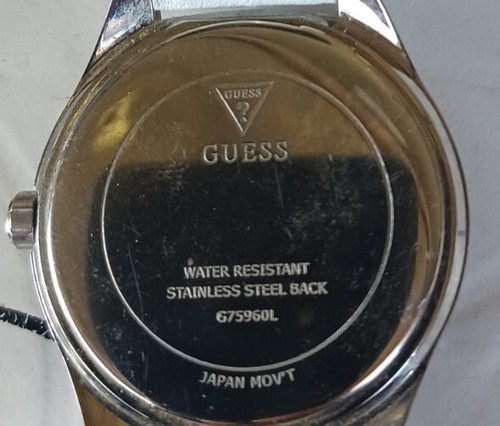 GUESS
?
GUESS
WATER RESISTANT
STAINLESS STEEL BACK
G75960L
JAPAN MOV'T